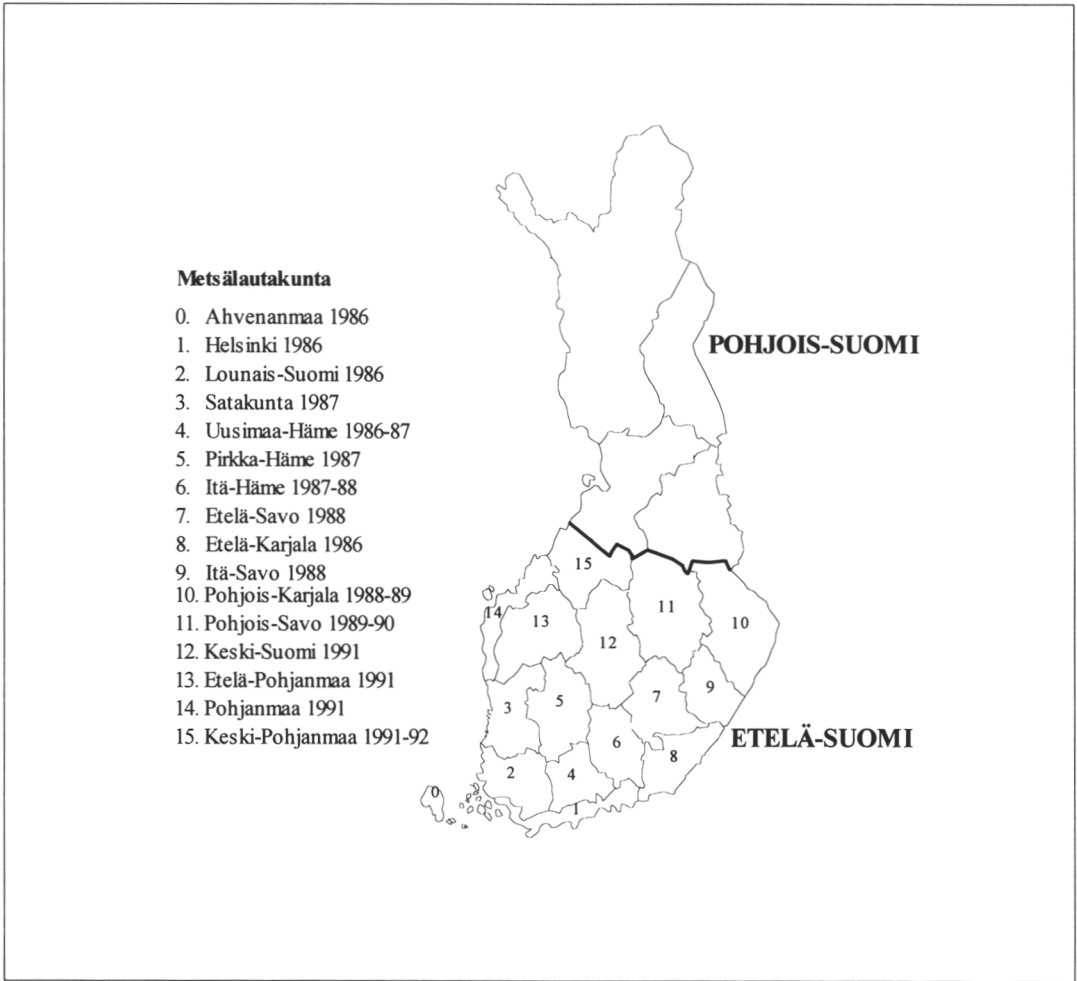 Metsälautakunta
0. Ahvenanmaa 1986
1. Helsinki 1986
2. Lounais-Suomi 1986
3. Satakunta 1987
4. Uusimaa-Häme 1986-87
5. Pirkka-Häme 1987
6. Itä-Häme 1987-88
7. Etelä-Savo 1988
8. Etelä-Karjala 1986
9. Itä-Savo 1988
10. Pohjois-Karjala 1988-89
11. Pohjois-Savo 1989-90
12. Keski-Suomi 1991
13. Etelä-Pohjanmaa 1991
14. Pohjanmaa 1991
15. Keski-Pohjanmaa 1991-92
POHJOIS-SUOMI
15
14
13
11
10
12
9
7
3
5
6
ETELÄ-SUOMI
8
2
4
0
1